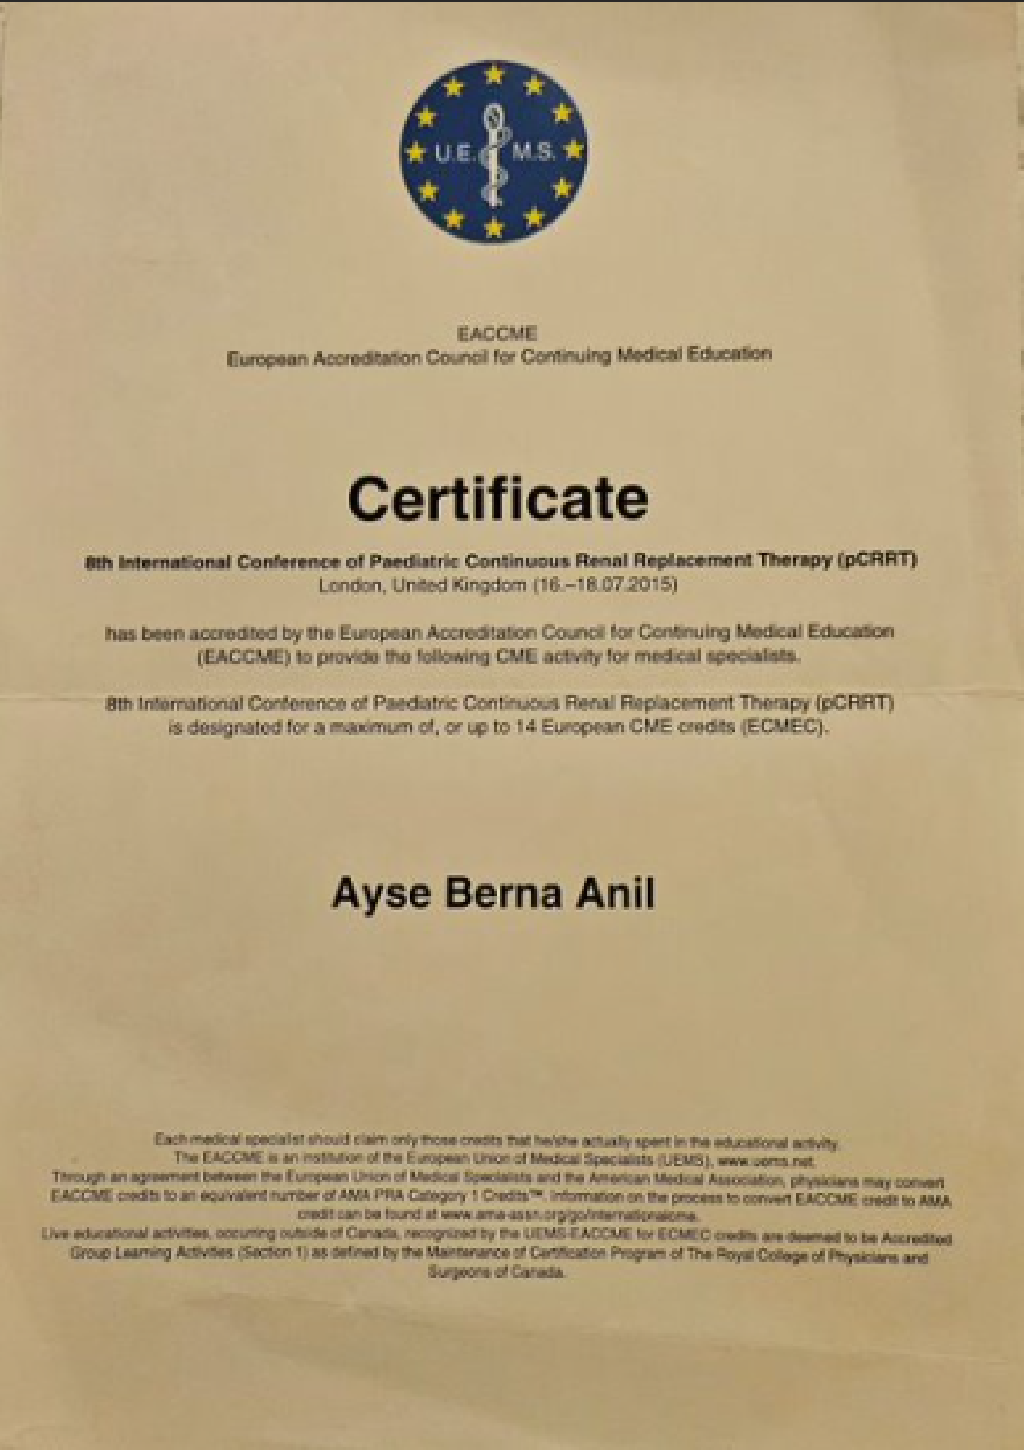 U.E. M.S.
EACCME
European Accreditation Council for Continuing Medical Education
Certificate
8th International Conference of Paediatric Continuous Renal Replacement Therapy (pCRRT)
London, United Kingdom (16.–18.07.2015)
has been accredited by the European Accreditation Council for Continuing Medical Education
(EACCME) to provide the following CME activity for medical specialists.
8th International Conference of Paediatric Continuous Renal Replacement Therapy (pCRRT)
is designated for a maximum of, or up to 14 European CME credits (ECMEC).
Ayse Berna Anil
Each medical specialist should claim only those credits that he/she actually spent in the educational activity.
The EACCME is an institution of the European Union of Medical Specialists (UEMS), www.uems.net.
Through an agreement between the European Union of Medical Specialists and the American Medical Association, physicians may convert
EACCME credits to an equivalent number of AMA PRA Category 1 Credits™. Information on the process to convert EACCME credit to AMA
credit can be found at www.ama-assn.org/go/internationalcme.
Live educational activities, occurring outside of Canada, recognized by the UEMS-EACCME for ECMEC credits are deemed to be Accredited
Group Learning Activities (Section 1) as defined by the Maintenance of Certification Program of The Royal College of Physicians and
Surgeons of Canada.